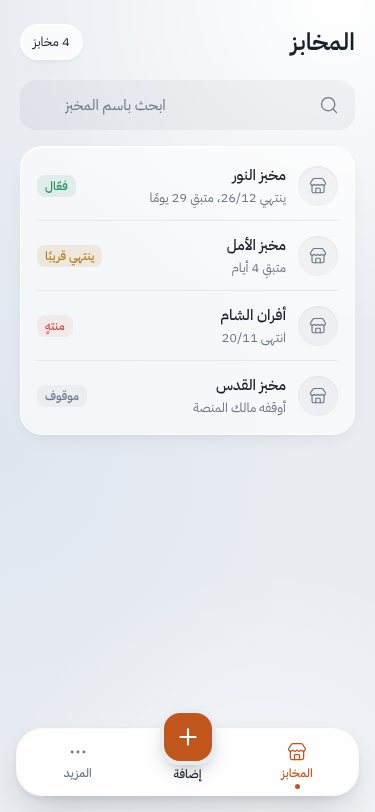 المخابز
4 مخابز
ابحث باسم المخبز
مخبز النور
ينتهي 26/12، متبقٍ 29 يومًا
فعّال
مخبز الأمل
متبقٍ 4 أيام
ينتهي قريبًا
أفران الشام
انتهى 20/11
منتهٍ
مخبز القدس
أوقفه مالك المنصة
موقوف
المخابز
إضافة
المزيد